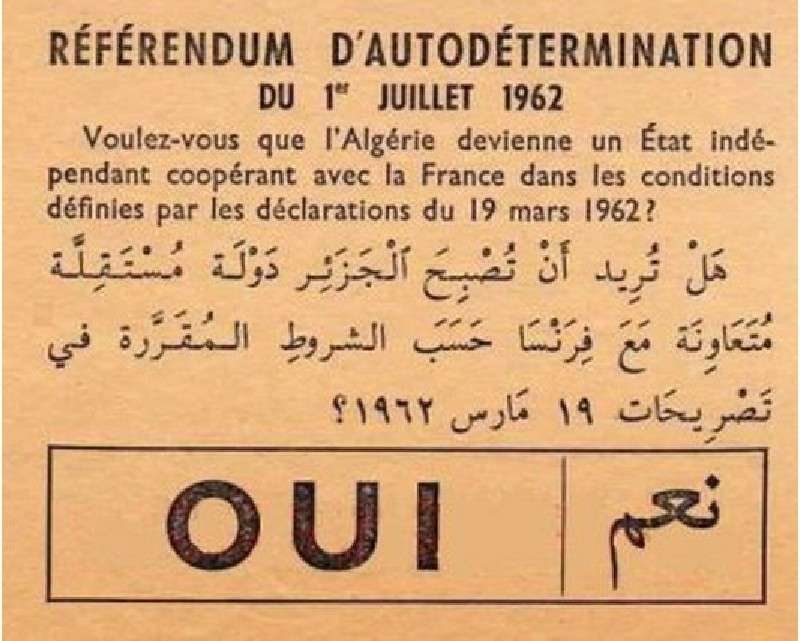 RÉFÉRENDUM D'AUTODÉTERMINATION
DU 1er JUILLET 1962
Voulez-vous que l'Algérie devienne un État indé-
pendant coopérant avec la France dans les conditions
définies par les déclarations du 19 mars 1962?
هَلْ تُرِيد أَنْ تُصْبِحَ ٱلْجَزَئِر دَوْلَة مُسْتَقِلَّة
مُتَعَاوِنَة مَعَ فِرَنْسَا حَسَبَ الشروطِ المُقَرَّرة في
تَصْرِيحَات ١٩ مَارس ١٩٦٢؟
OUI نعم